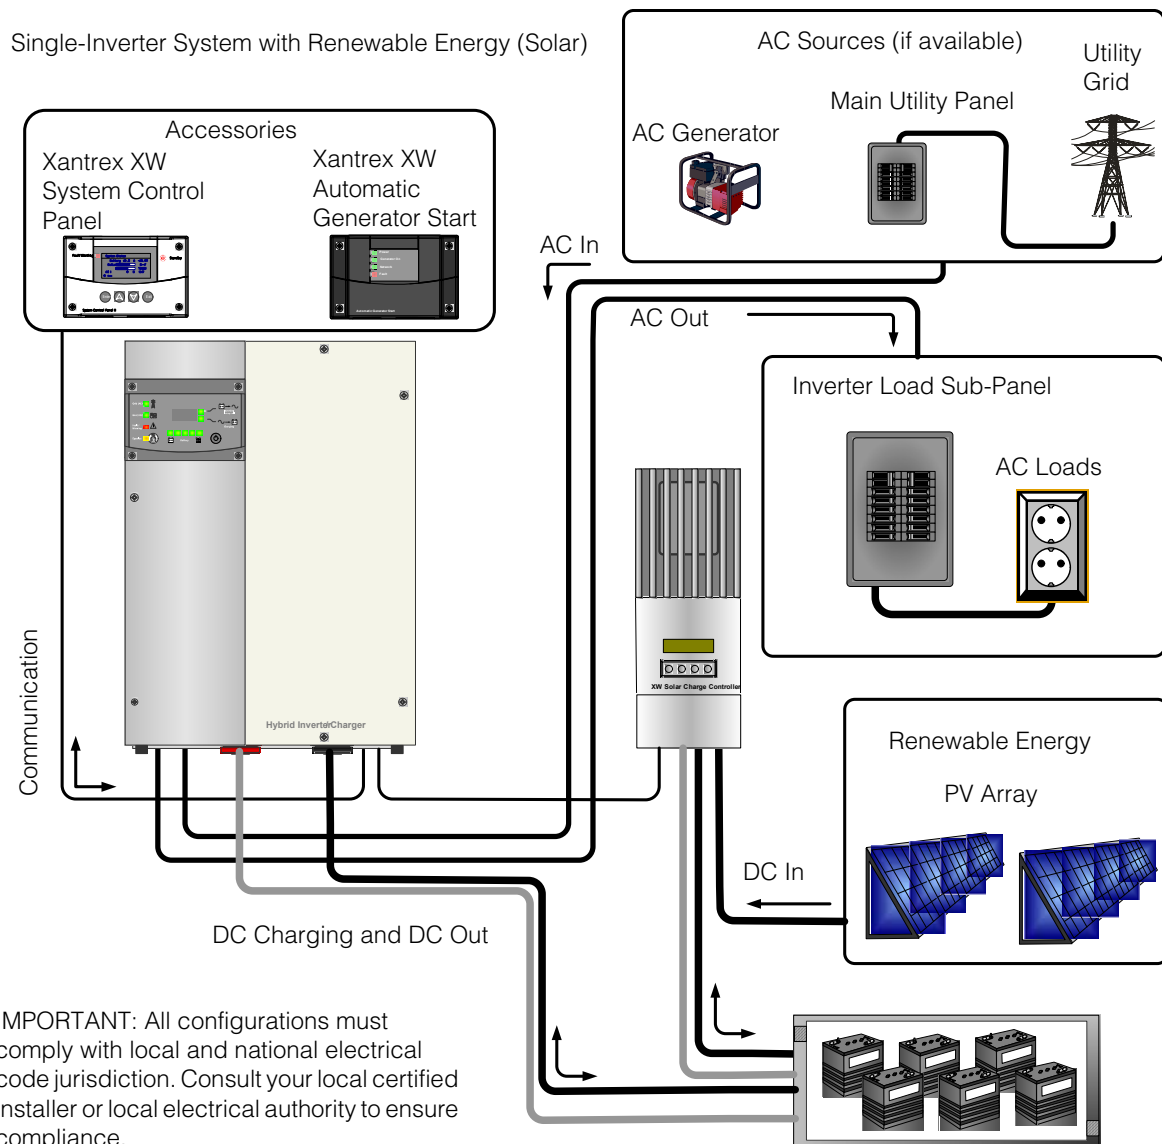 Single-Inverter System with Renewable Energy (Solar)
AC Sources (if available)
Utility
Grid
Main Utility Panel
AC Generator
Accessories
Xantrex XW
System Control
Panel
Xantrex XW
Automatic
Generator Start
AC In
AC Out
Inverter Load Sub-Panel
AC Loads
XW Solar Charge Controller
Hybrid Inverter/Charger
Communication
Renewable Energy
PV Array
DC In
DC Charging and DC Out
IMPORTANT: All configurations must
comply with local and national electrical
code jurisdiction. Consult your local certified
installer or local electrical authority to ensure
compliance.